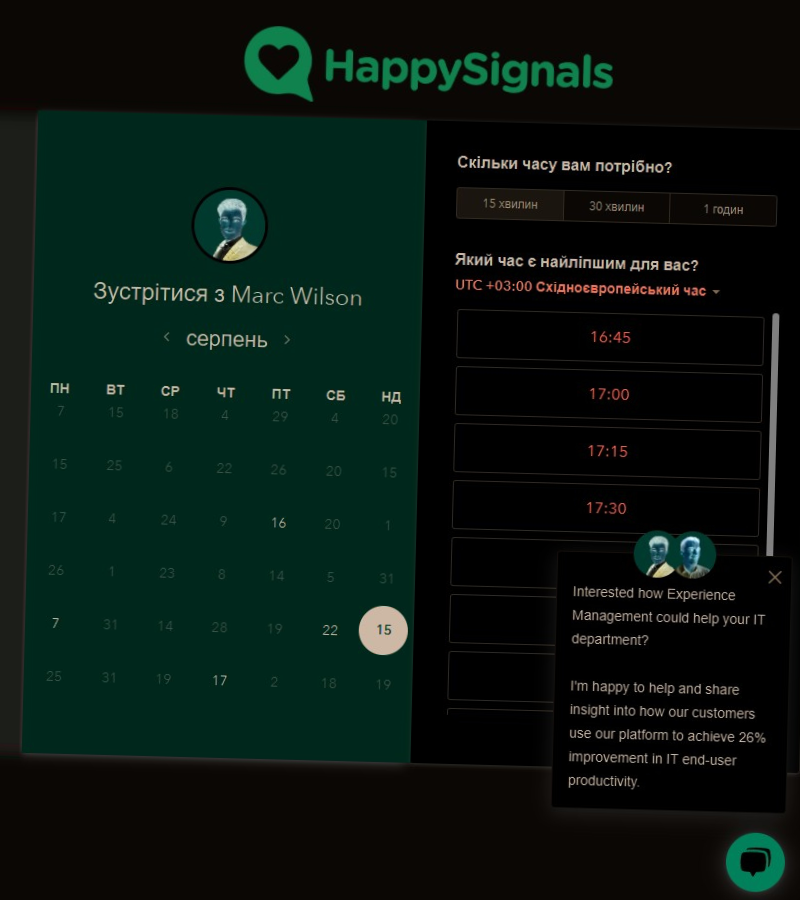 HappySignals
Зустрітися з Marc Wilson
серпень
ПН ВТ СР ЧТ ПТ СБ НД
7 15 18 4 29 4 20
15 25 6 22 26 20 15
17 4 24 9 16 20 1
26 1 23 8 14 5 31
7 31 14 28 19 22 15
25 31 19 17 2 18 19
Скільки часу вам потрібно?
15 хвилин 30 хвилин 1 годин
Який час є найліпшим для вас?
UTC +03:00 Східноєвропейський час
16:45
17:00
17:15
17:30
Interested how Experience
Management could help your IT
department?
I'm happy to help and share
insight into how our customers
use our platform to achieve 26%
improvement in IT end-user
productivity.